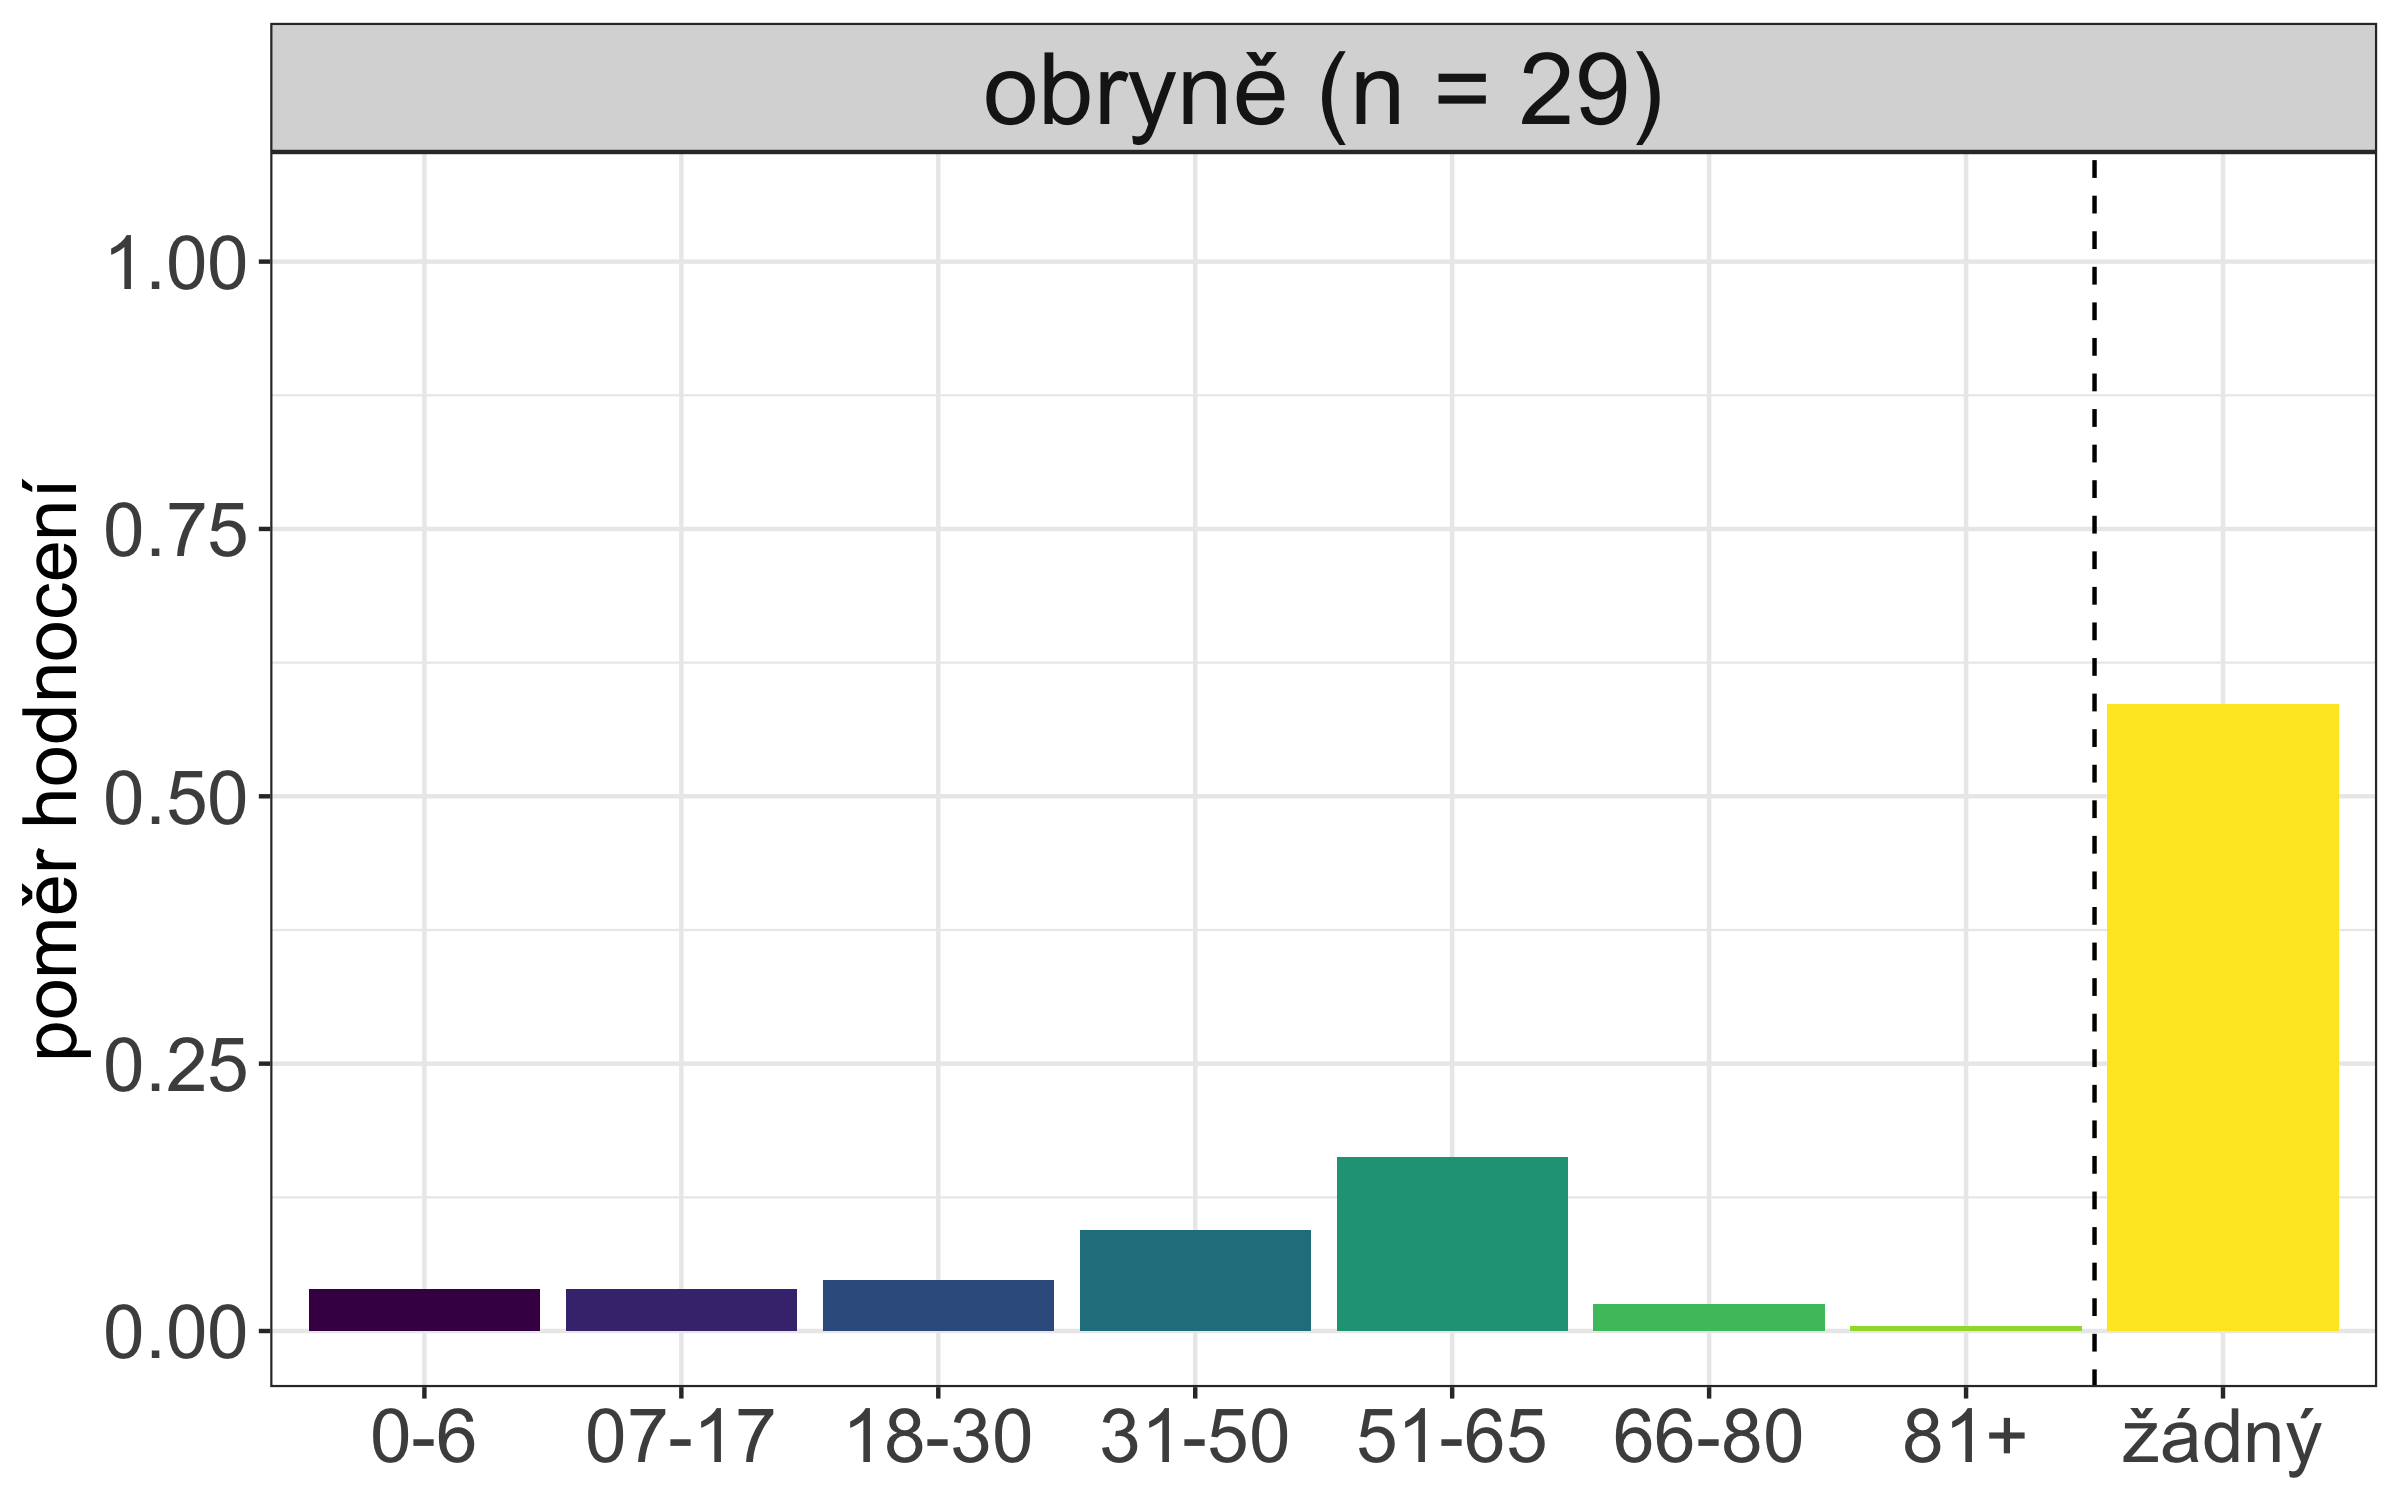 obryně (n = 29)
poměr hodnocení
1.00
0.75
0.50
0.25
0.00
0-6 07-17 18-30 31-50 51-65 66-80 81+ žádný